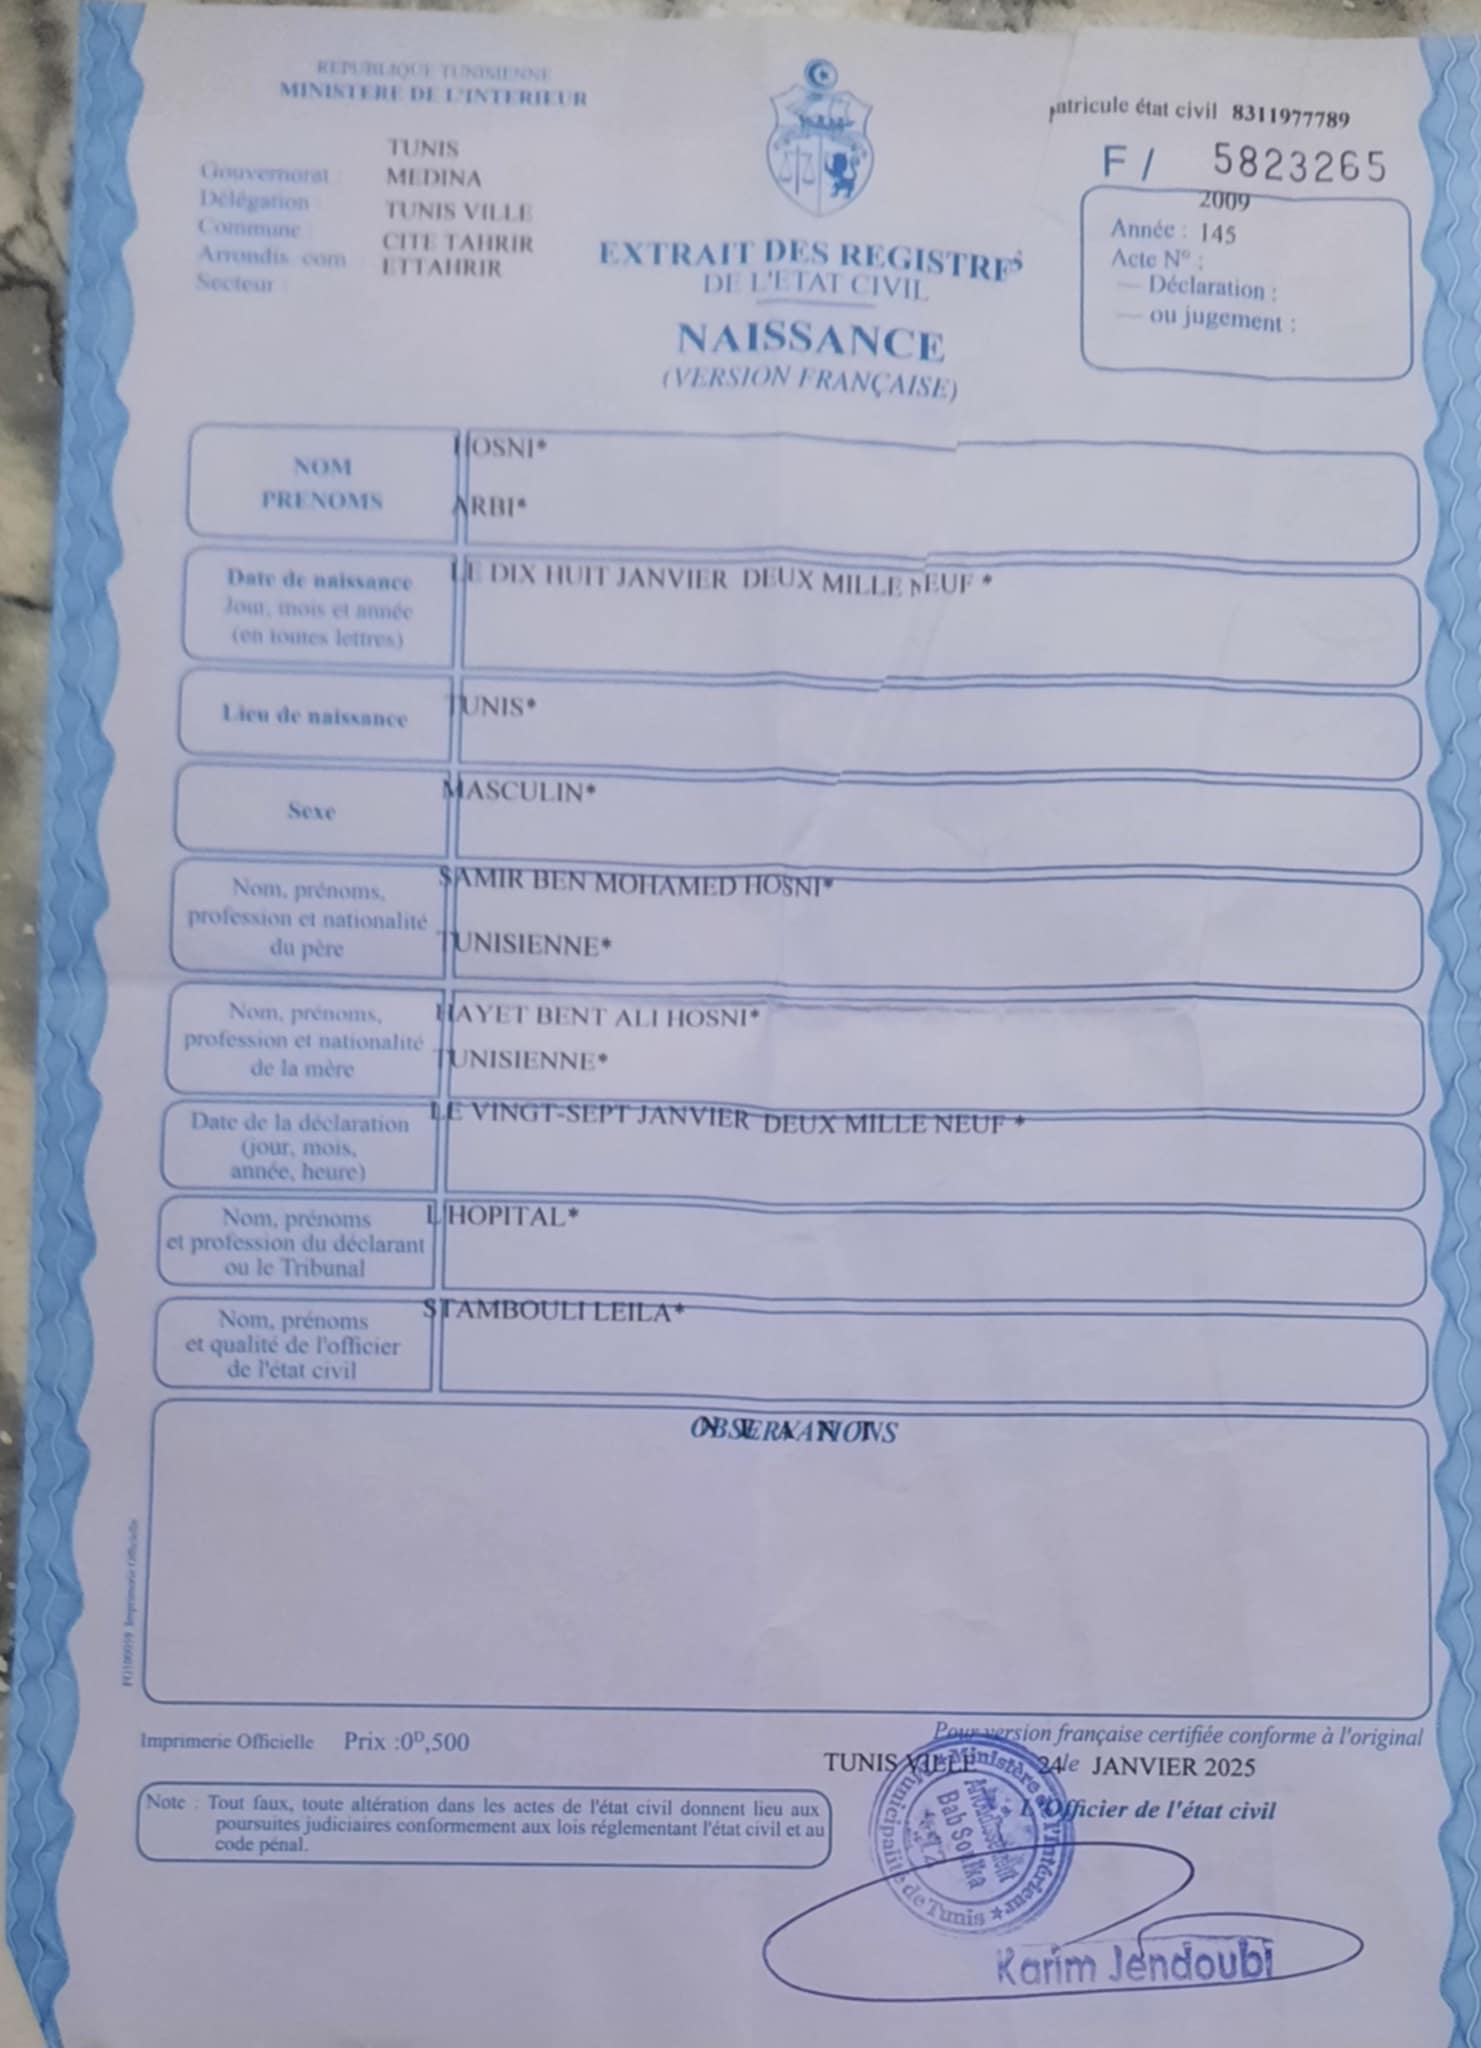 REPUBLIQUE TUNISIENNE
MINISTERE DE L'INTERIEUR
Matricule état civil 8311977789
F / 5823265
Gouvernorat : TUNIS
Délégation : MEDINA
Commune : TUNIS VILLE
Arrondis com CITE TAHRIR
Secteur : ETTAHRIR
2009
Année : 145
Acte N° :
— Déclaration :
— ou jugement :
EXTRAIT DES REGISTRES
DE L'ETAT CIVIL
NAISSANCE
(VERSION FRANÇAISE)
NOM
PRENOMS
HOSNI*
ARBI*
Date de naissance
Jour, mois et année
(en toutes lettres)
LE DIX HUIT JANVIER DEUX MILLE NEUF *
Lieu de naissance
TUNIS*
Sexe
MASCULIN*
Nom, prénoms,
profession et nationalité
du père
SAMIR BEN MOHAMED HOSNI*
TUNISIENNE*
Nom, prénoms,
profession et nationalité
de la mère
HAYET BENT ALI HOSNI*
TUNISIENNE*
Date de la déclaration
(jour, mois,
année, heure)
LE VINGT-SEPT JANVIER DEUX MILLE NEUF *
Nom, prénoms
et profession du déclarant
ou le Tribunal
L'HOPITAL*
Nom, prénoms
et qualité de l'officier
de l'état civil
STAMBOULI LEILA*
OBSERVATIONS
N E A N T
Imprimerie Officielle
Imprimerie Officielle Prix :0ᴰ,500
Pour version française certifiée conforme à l'original
TUNIS VILLE 24 le JANVIER 2025
L'Officier de l'état civil
Note : Tout faux, toute altération dans les actes de l'état civil donnent lieu aux
poursuites judiciaires conformement aux lois réglementant l'état civil et au
code pénal.
Ministère de l'Intérieur * Municipalité de Tunis *
Arrondissement
Bab Souika
Karim Jendoubi